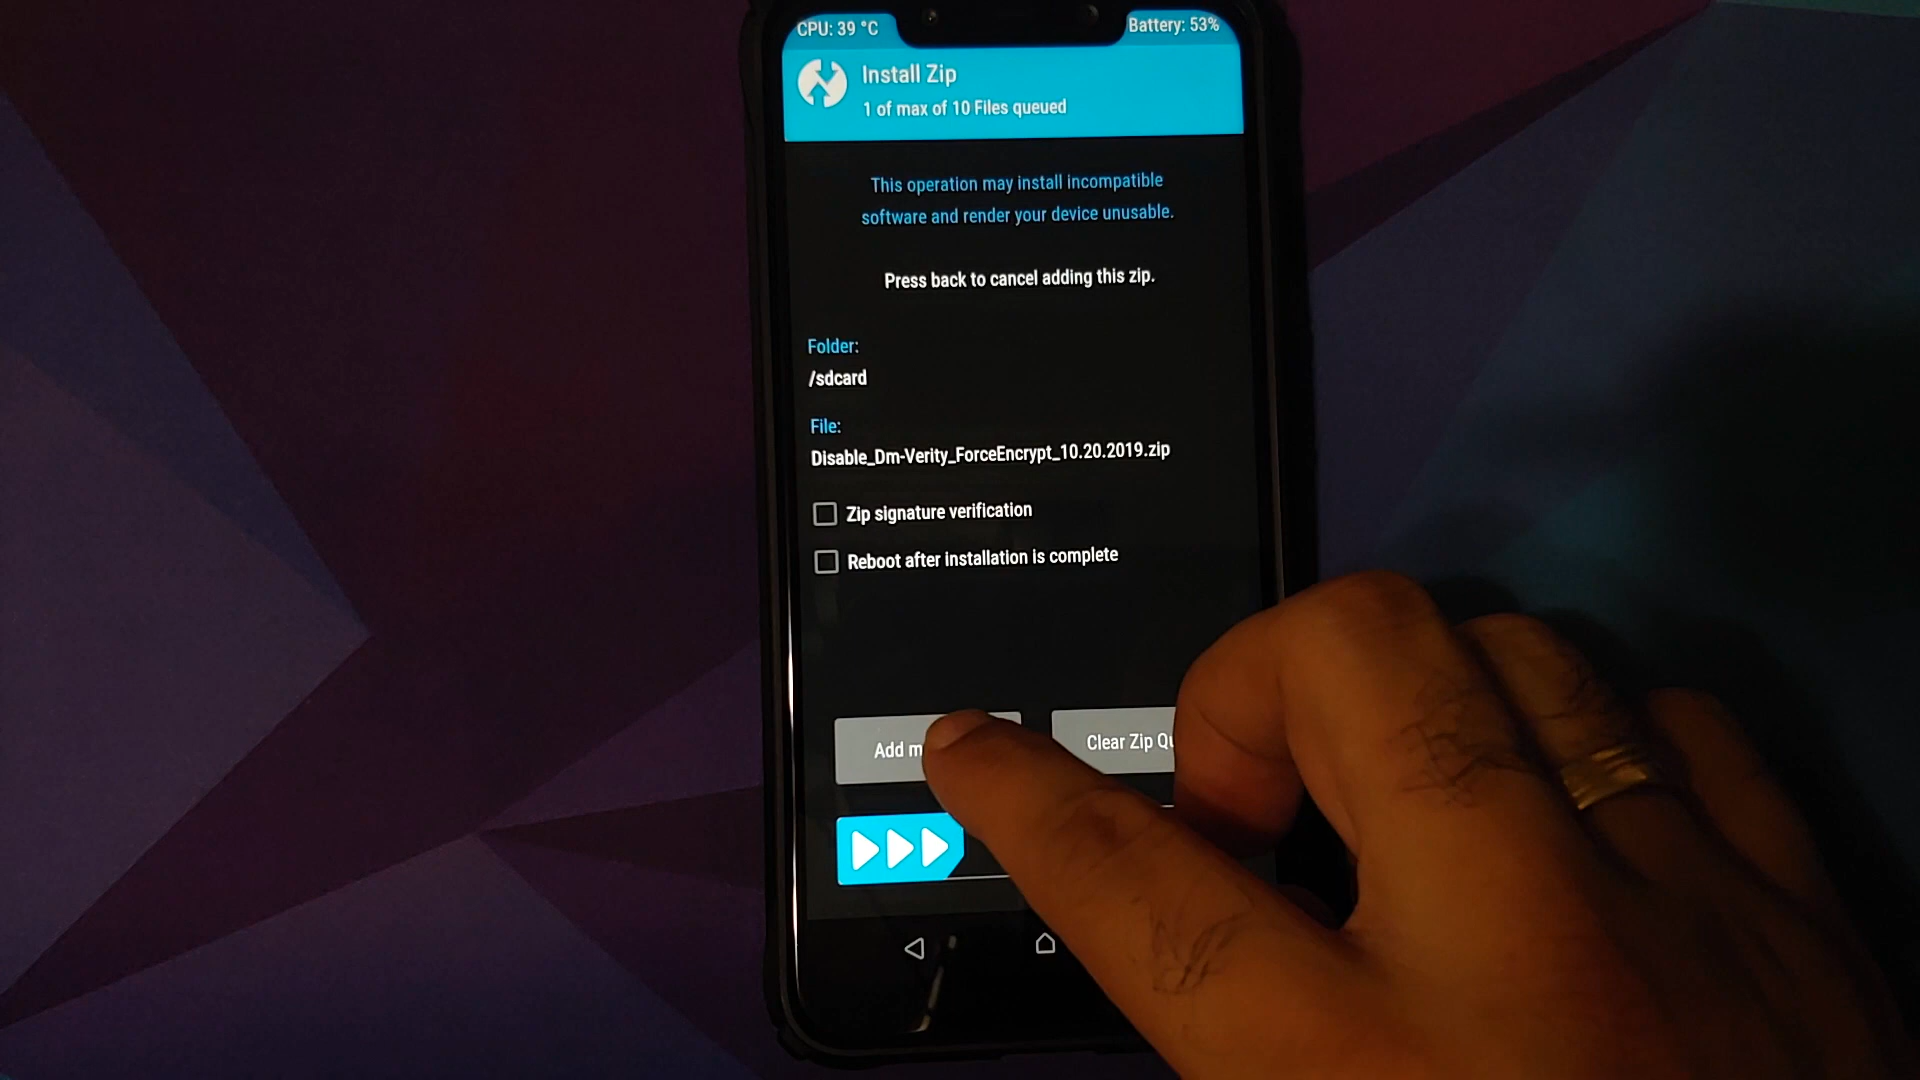 CPU: 39 °C
Battery: 53%
Install Zip
1 of max of 10 Files queued
This operation may install incompatible
software and render your device unusable.
Press back to cancel adding this zip.
Folder:
/sdcard
File:
Disable_Dm-Verity_ForceEncrypt_10.20.2019.zip
Zip signature verification
Reboot after installation is complete
Add
Clear Zip